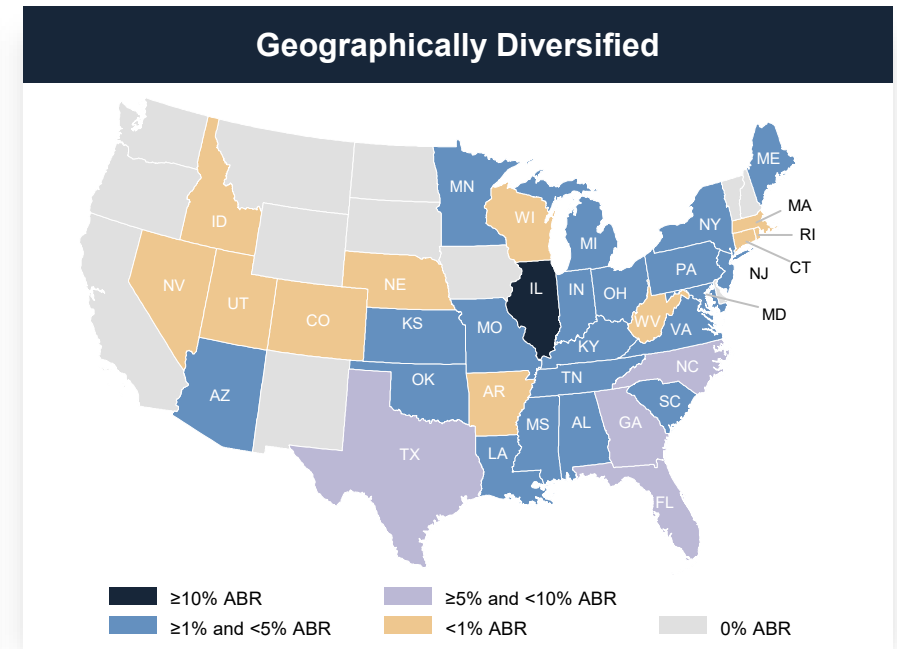 Geographically Diversified
ME
MN
MA
ID
WI
NY
RI
MI
PA
CT
NJ
NV
NE
IL
IN
OH
UT
MD
CO
WV
KS
MO
VA
KY
NC
OK
TN
AZ
AR
SC
MS
AL
GA
TX
LA
FL
≥10% ABR
≥5% and <10% ABR
≥1% and <5% ABR
<1% ABR
0% ABR